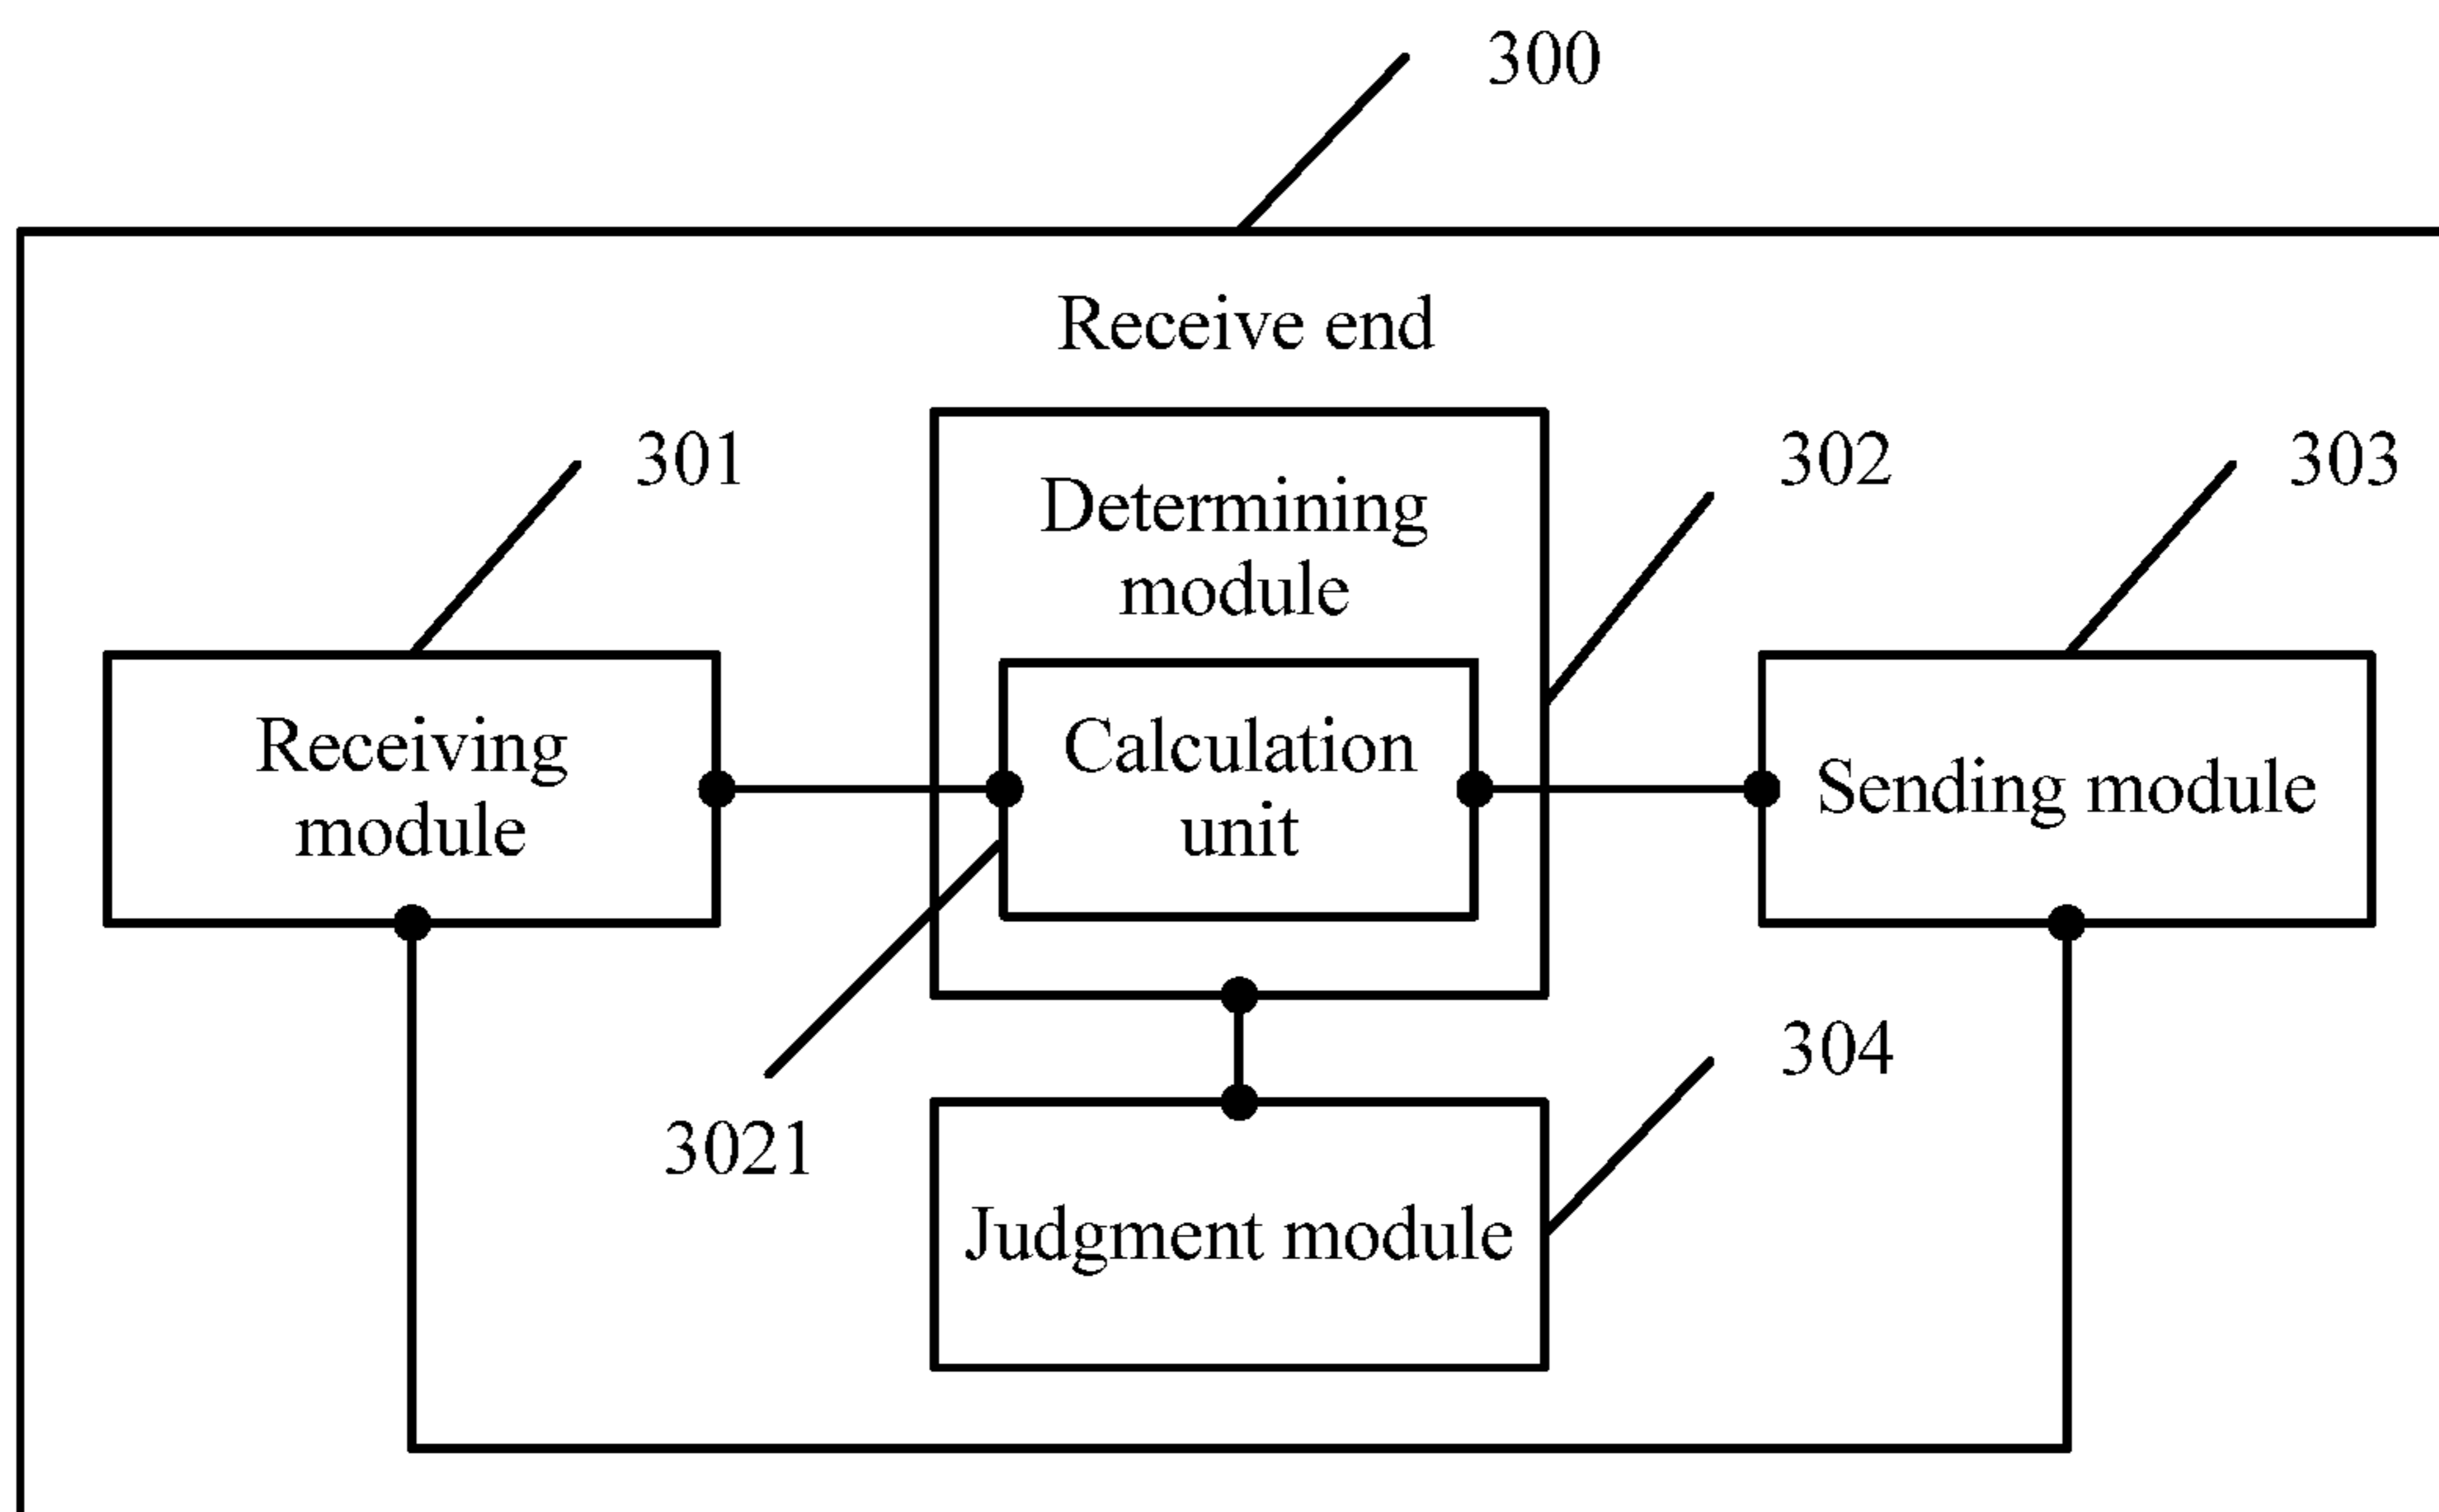 300
Receive end
301
302
303
Determining
module
Receiving
module
Calculation
unit
Sending module
304
3021
Judgment module